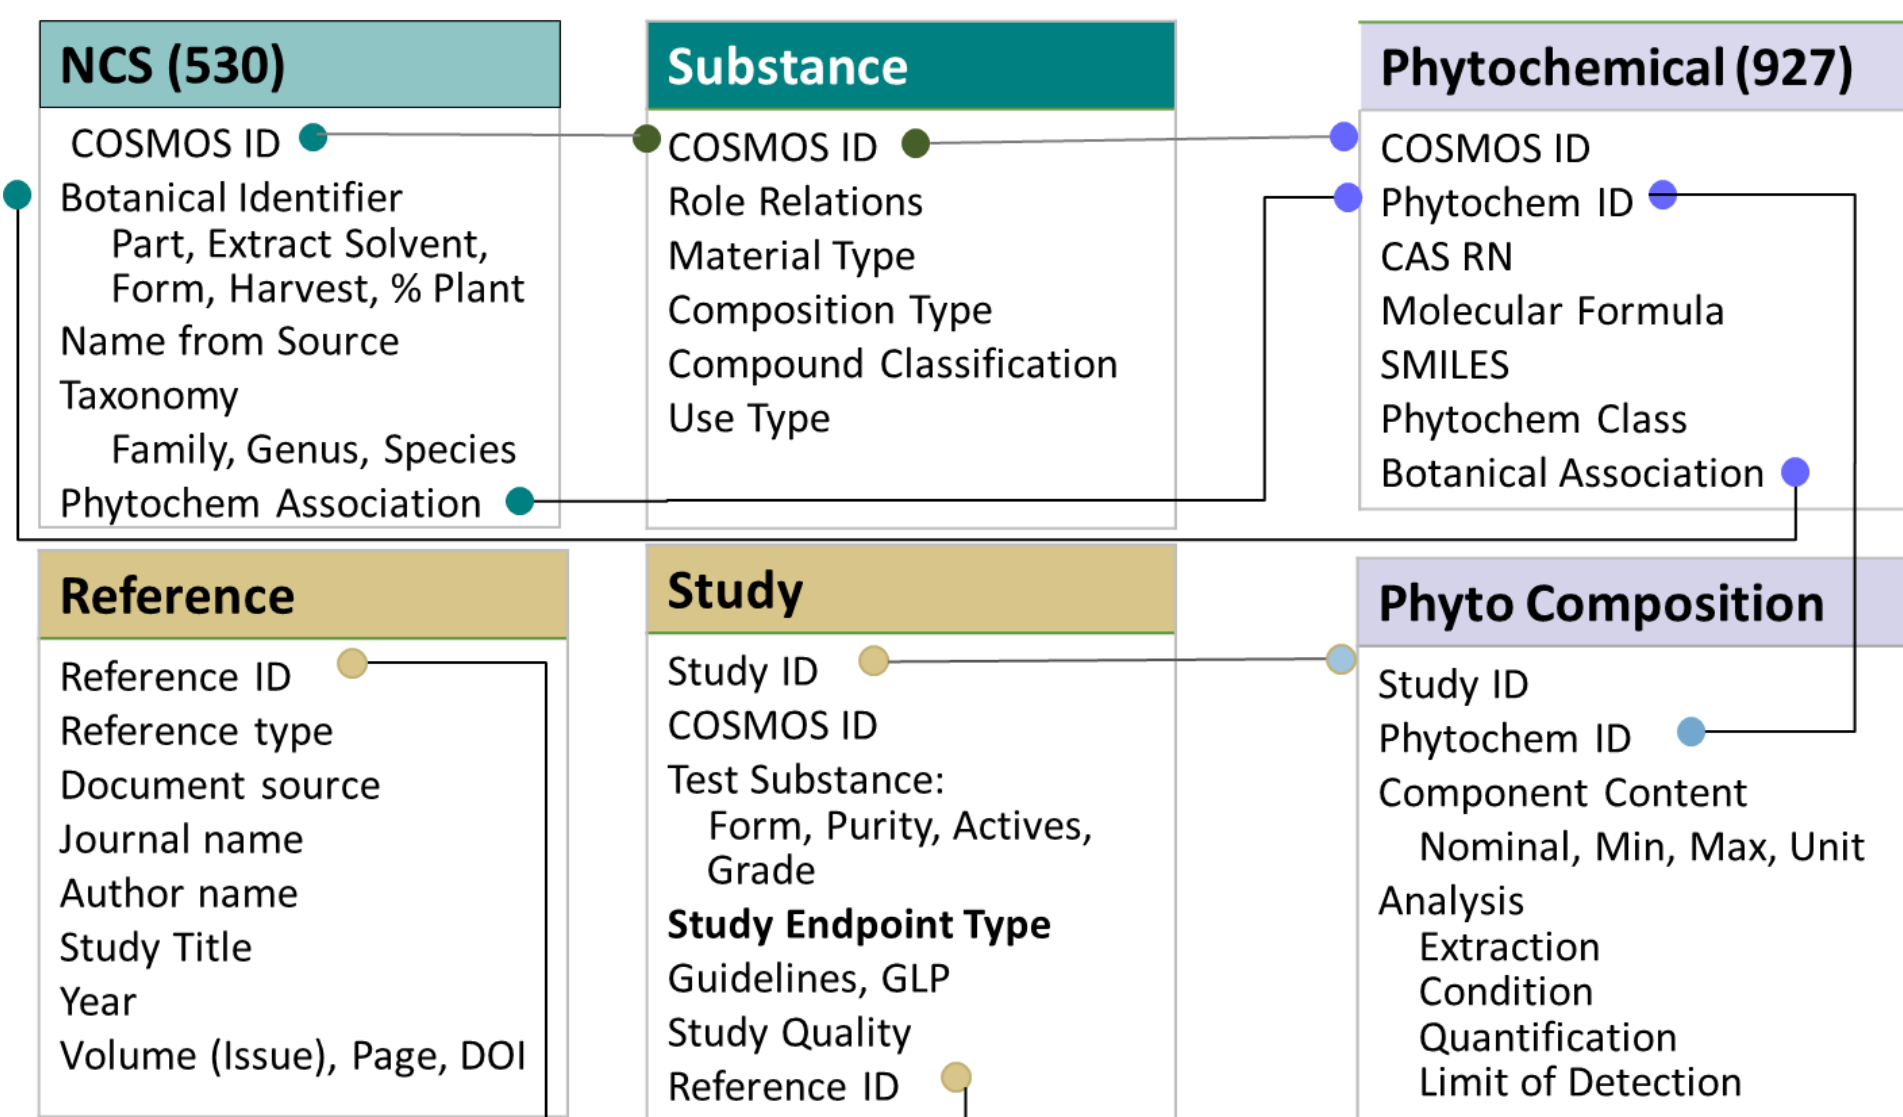 NCS (530)
COSMOS ID
Botanical Identifier
Part, Extract Solvent,
Form, Harvest, % Plant
Name from Source
Taxonomy
Family, Genus, Species
Phytochem Association
Substance
COSMOS ID
Role Relations
Material Type
Composition Type
Compound Classification
Use Type
Phytochemical (927)
COSMOS ID
Phytochem ID
CAS RN
Molecular Formula
SMILES
Phytochem Class
Botanical Association
Reference
Reference ID
Reference type
Document source
Journal name
Author name
Study Title
Year
Volume (Issue), Page, DOI
Study
Study ID
COSMOS ID
Test Substance:
Form, Purity, Actives,
Grade
Study Endpoint Type
Guidelines, GLP
Study Quality
Reference ID
Phyto Composition
Study ID
Phytochem ID
Component Content
Nominal, Min, Max, Unit
Analysis
Extraction
Condition
Quantification
Limit of Detection